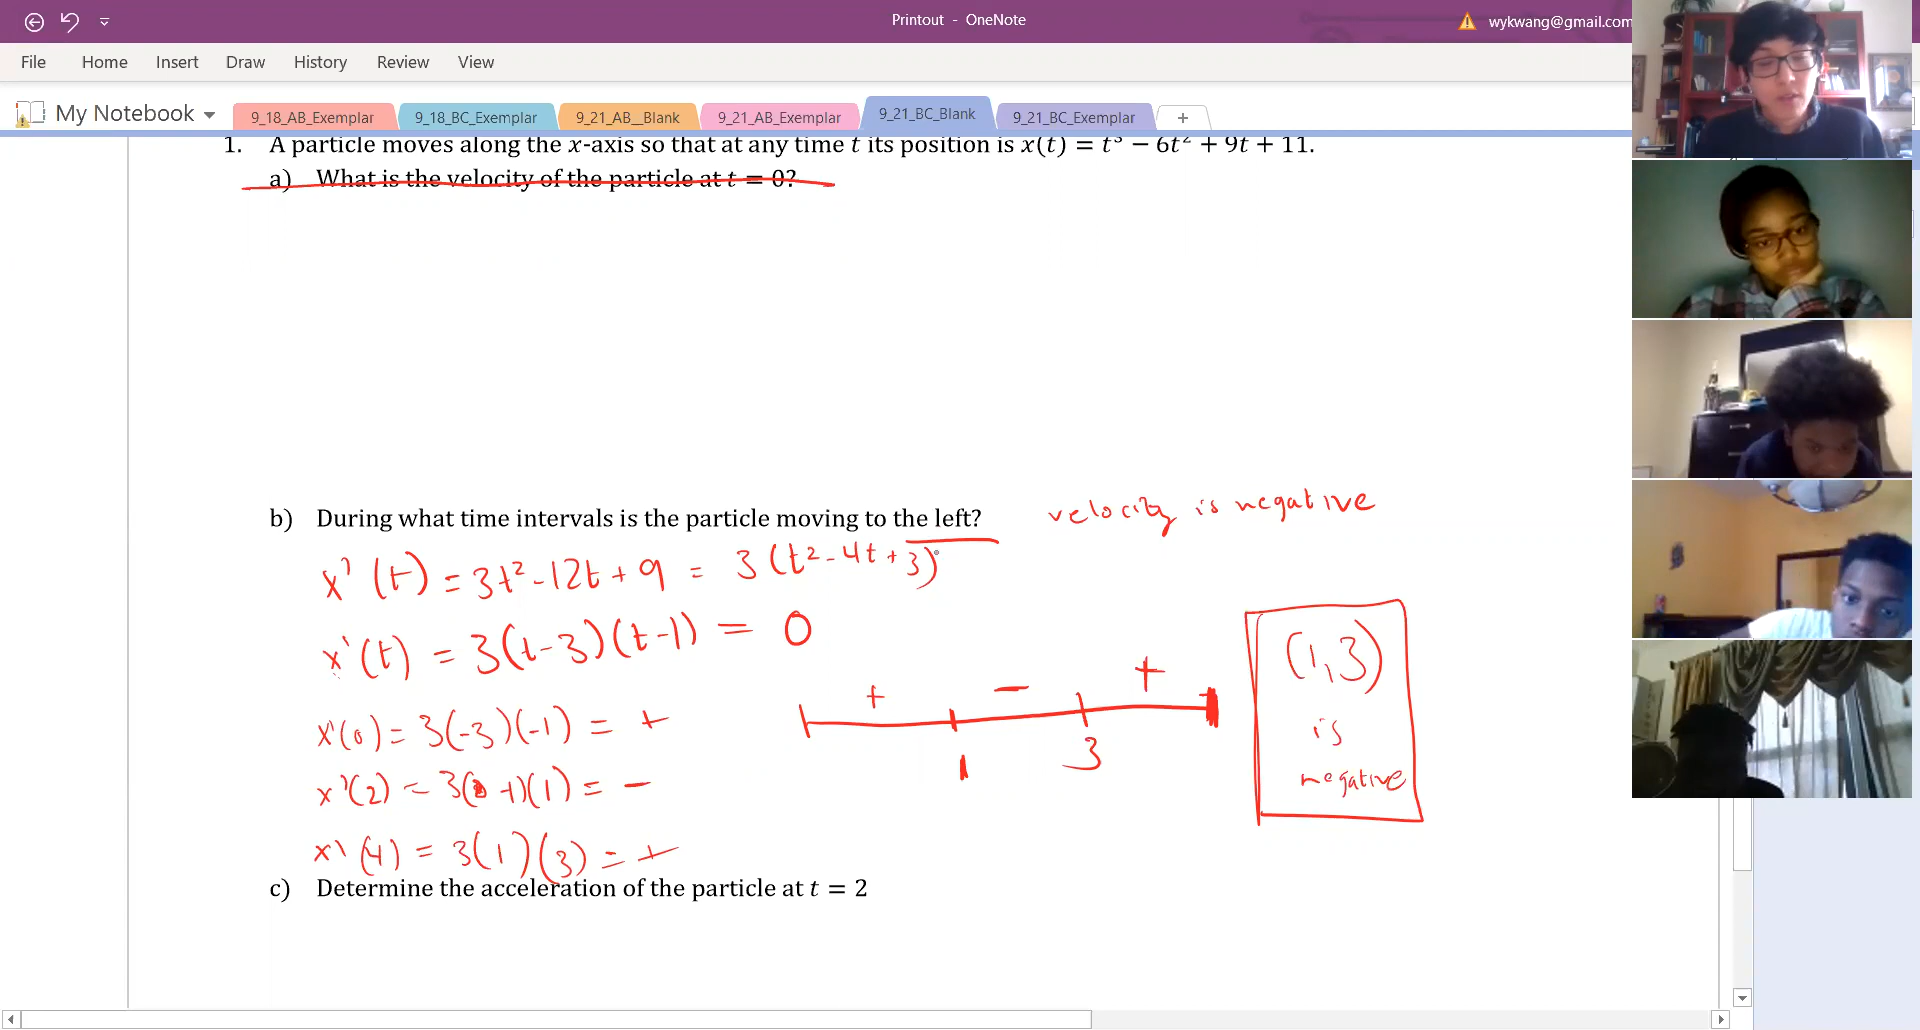 Printout - OneNote
wykwang@gmail.com
File Home Insert Draw History Review View
My Notebook
9_18_AB_Exemplar 9_18_BC_Exemplar 9_21_AB__Blank 9_21_AB_Exemplar 9_21_BC_Blank 9_21_BC_Exemplar +
1. A particle moves along the x-axis so that at any time t its position is x(t) = t³ − 6t² + 9t + 11.
a) What is the velocity of the particle at t = 0?
b) During what time intervals is the particle moving to the left? velocity is negative
x'(t) = 3t² - 12t + 9 = 3(t² - 4t + 3)
x'(t) = 3(t-3)(t-1) = 0
x'(0) = 3(-3)(-1) = +
x'(2) = 3(-1)(1) = -
x'(4) = 3(1)(3) = +
+ - +
1 3
(1,3)
is
negative
c) Determine the acceleration of the particle at t = 2